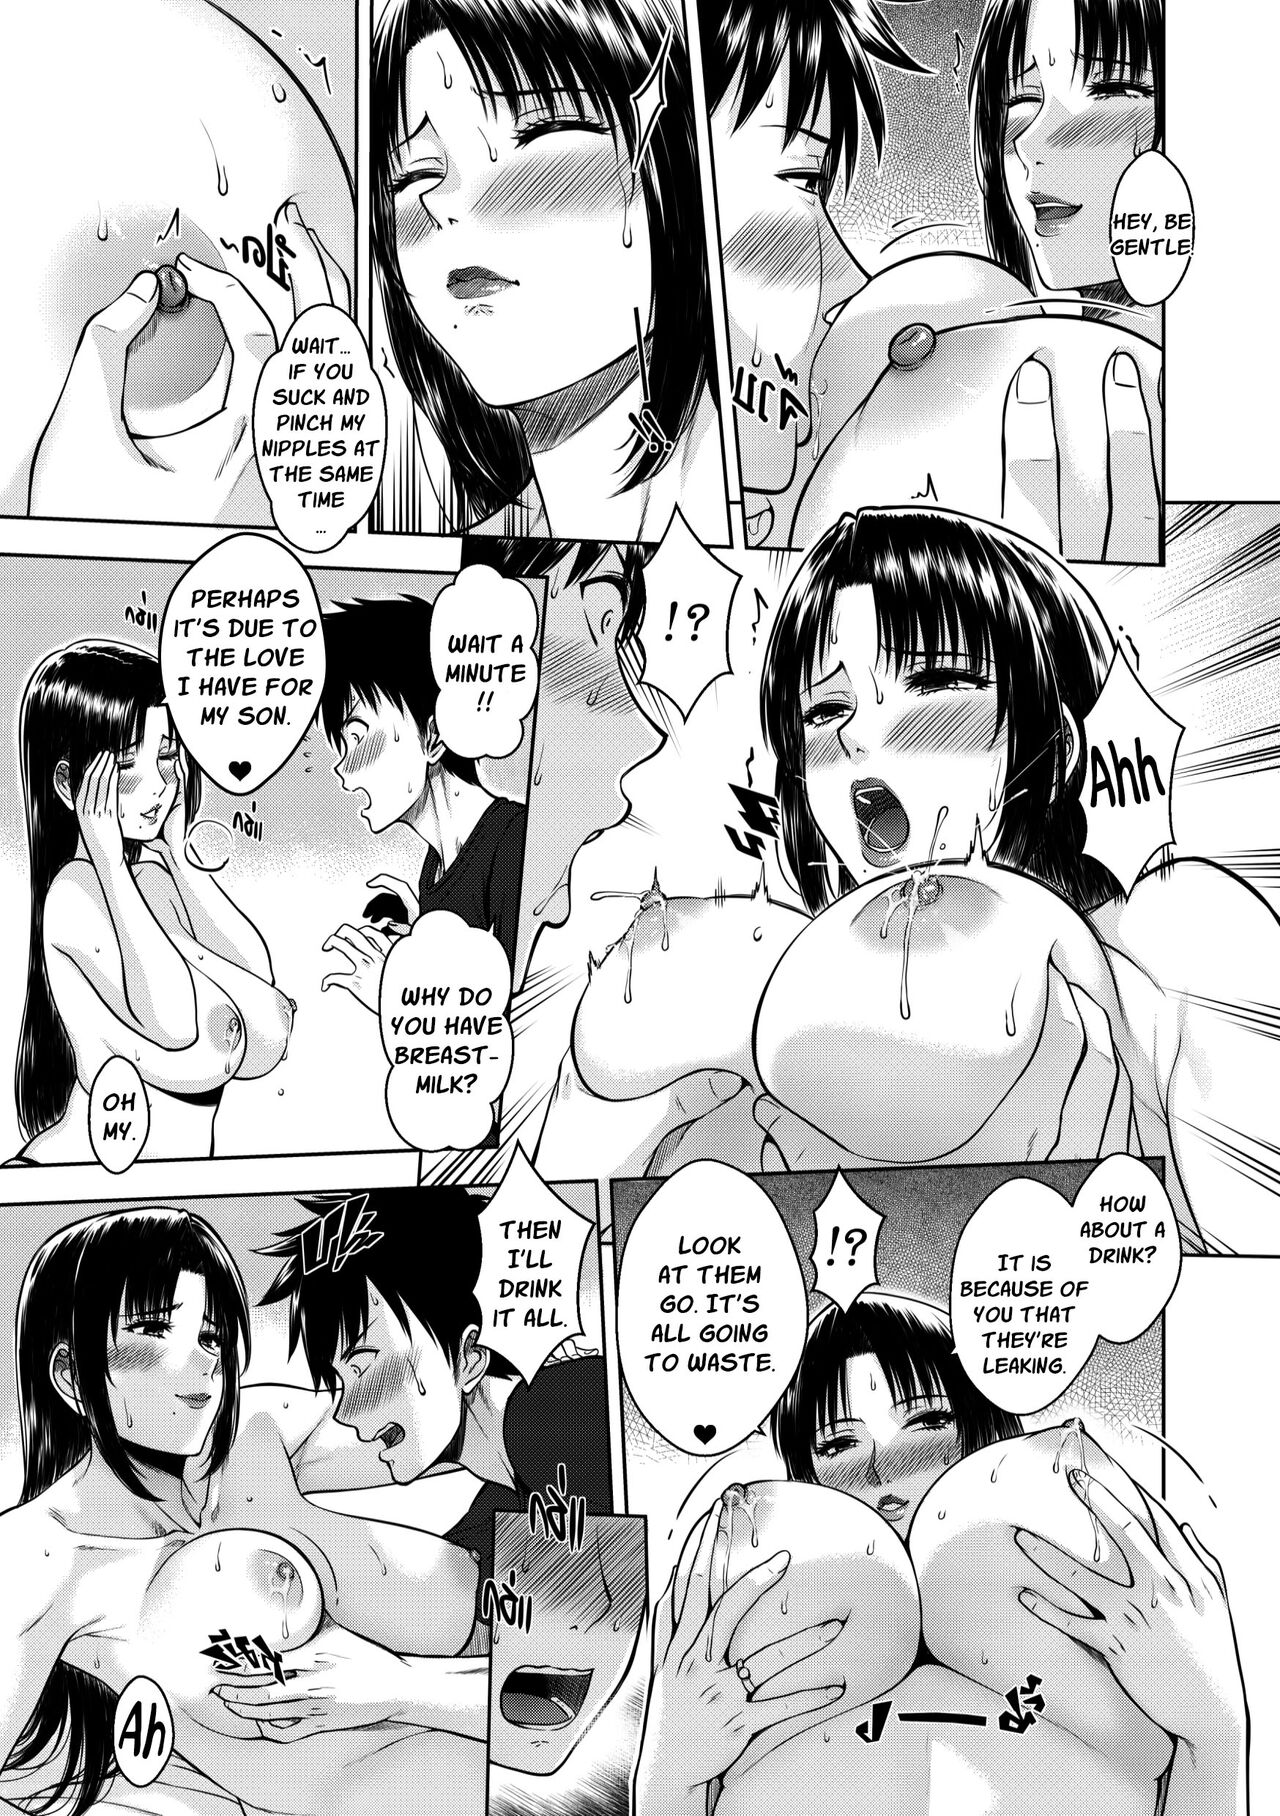 HEY, BE
GENTLE.
WAIT...
IF YOU
SUCK AND
PINCH MY
NIPPLES AT
THE SAME
TIME
...
!?
Ahh
WAIT A
MINUTE
!!
WHY DO
YOU HAVE
BREAST-
MILK?
PERHAPS
IT'S DUE TO
THE LOVE
I HAVE FOR
MY SON.
♥
OH
MY.
HOW
ABOUT A
DRINK?
IT IS
BECAUSE OF
YOU THAT
THEY'RE
LEAKING.
!?
LOOK
AT THEM
GO. IT'S
ALL GOING
TO WASTE.
♥
THEN
I'LL
DRINK
IT ALL.
Ah